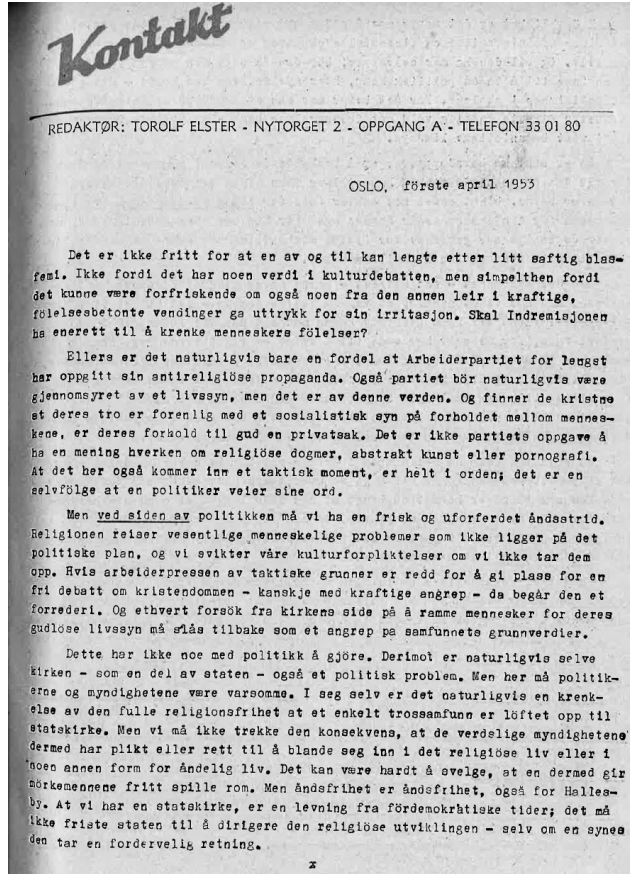 Kontakt
REDAKTØR: TOROLF ELSTER - NYTORGET 2 - OPPGANG A - TELEFON 33 01 80
OSLO, förste april 1953
Det er ikke fritt for at en av og til kan lengte etter litt saftig blas-
femi. Ikke fordi det har noen verdi i kulturdebatten, men simpelthen fordi
det kunne være forfriskende om også noen fra den annen leir i kraftige,
fölelsesbetonte vendinger ga uttrykk for sin irritasjon. Skal Indremisjonen
ha enerett til å krenke menneskers fölelser?
Ellers er det naturligvis bare en fordel at Arbeiderpartiet for lengst
har oppgitt sin antireligiöse propaganda. Også partiet bör naturligvis være
gjennomsyret av et livssyn, men det er av denne verden. Og finner de kristne
at deres tro er forenlig med et sosialistisk syn på forholdet mellom mennes-
kene, er deres forhold til gud en privatsak. Det er ikke partiets oppgave å
ha en mening hverken om religiöse dogmer, abstrakt kunst eller pornografi.
At det her også kommer inn et taktisk moment, er helt i orden; det er en
selvfölge at en politiker veier sine ord.
Men ved siden av politikken må vi ha en frisk og uforferdet åndsstrid.
Religionen reiser vesentlige menneskelige problemer som ikke ligger på det
politiske plan, og vi svikter våre kulturforpliktelser om vi ikke tar dem
opp. Hvis arbeiderpressen av taktiske grunner er redd for å gi plass for en
fri debatt om kristendommen - kanskje med kraftige angrep - da begår den et
forræderi. Og ethvert forsök fra kirkens side på å ramme mennesker for deres
gudlöse livssyn må slås tilbake som et angrep pa samfunnets grunnverdier.
Dette har ikke noe med politikk å gjöre. Derimot er naturligvis selve
kirken - som en del av staten - også et politisk problem. Men her må politik-
erne og myndighetene være varsomme. I seg selv er det naturligvis en krenk-
else av den fulle religionsfrihet at et enkelt trossamfunn er löftet opp til
statskirke. Men vi må ikke trekke den konsekvens, at de verdslige myndighetene
dermed har plikt eller rett til å blande seg inn i det religiöse liv eller i
noen annen form for åndelig liv. Det kan være hardt å svelge, at en dermed gir
mörkemennene fritt spille rom. Men åndsfrihet er åndsfrihet, også for Halles-
by. At vi har en statskirke, er en levning fra fördemokratiske tider; det må
ikke friste staten til å dirigere den religiöse utviklingen - selv om en synes
den tar en fordervelig retning.
x